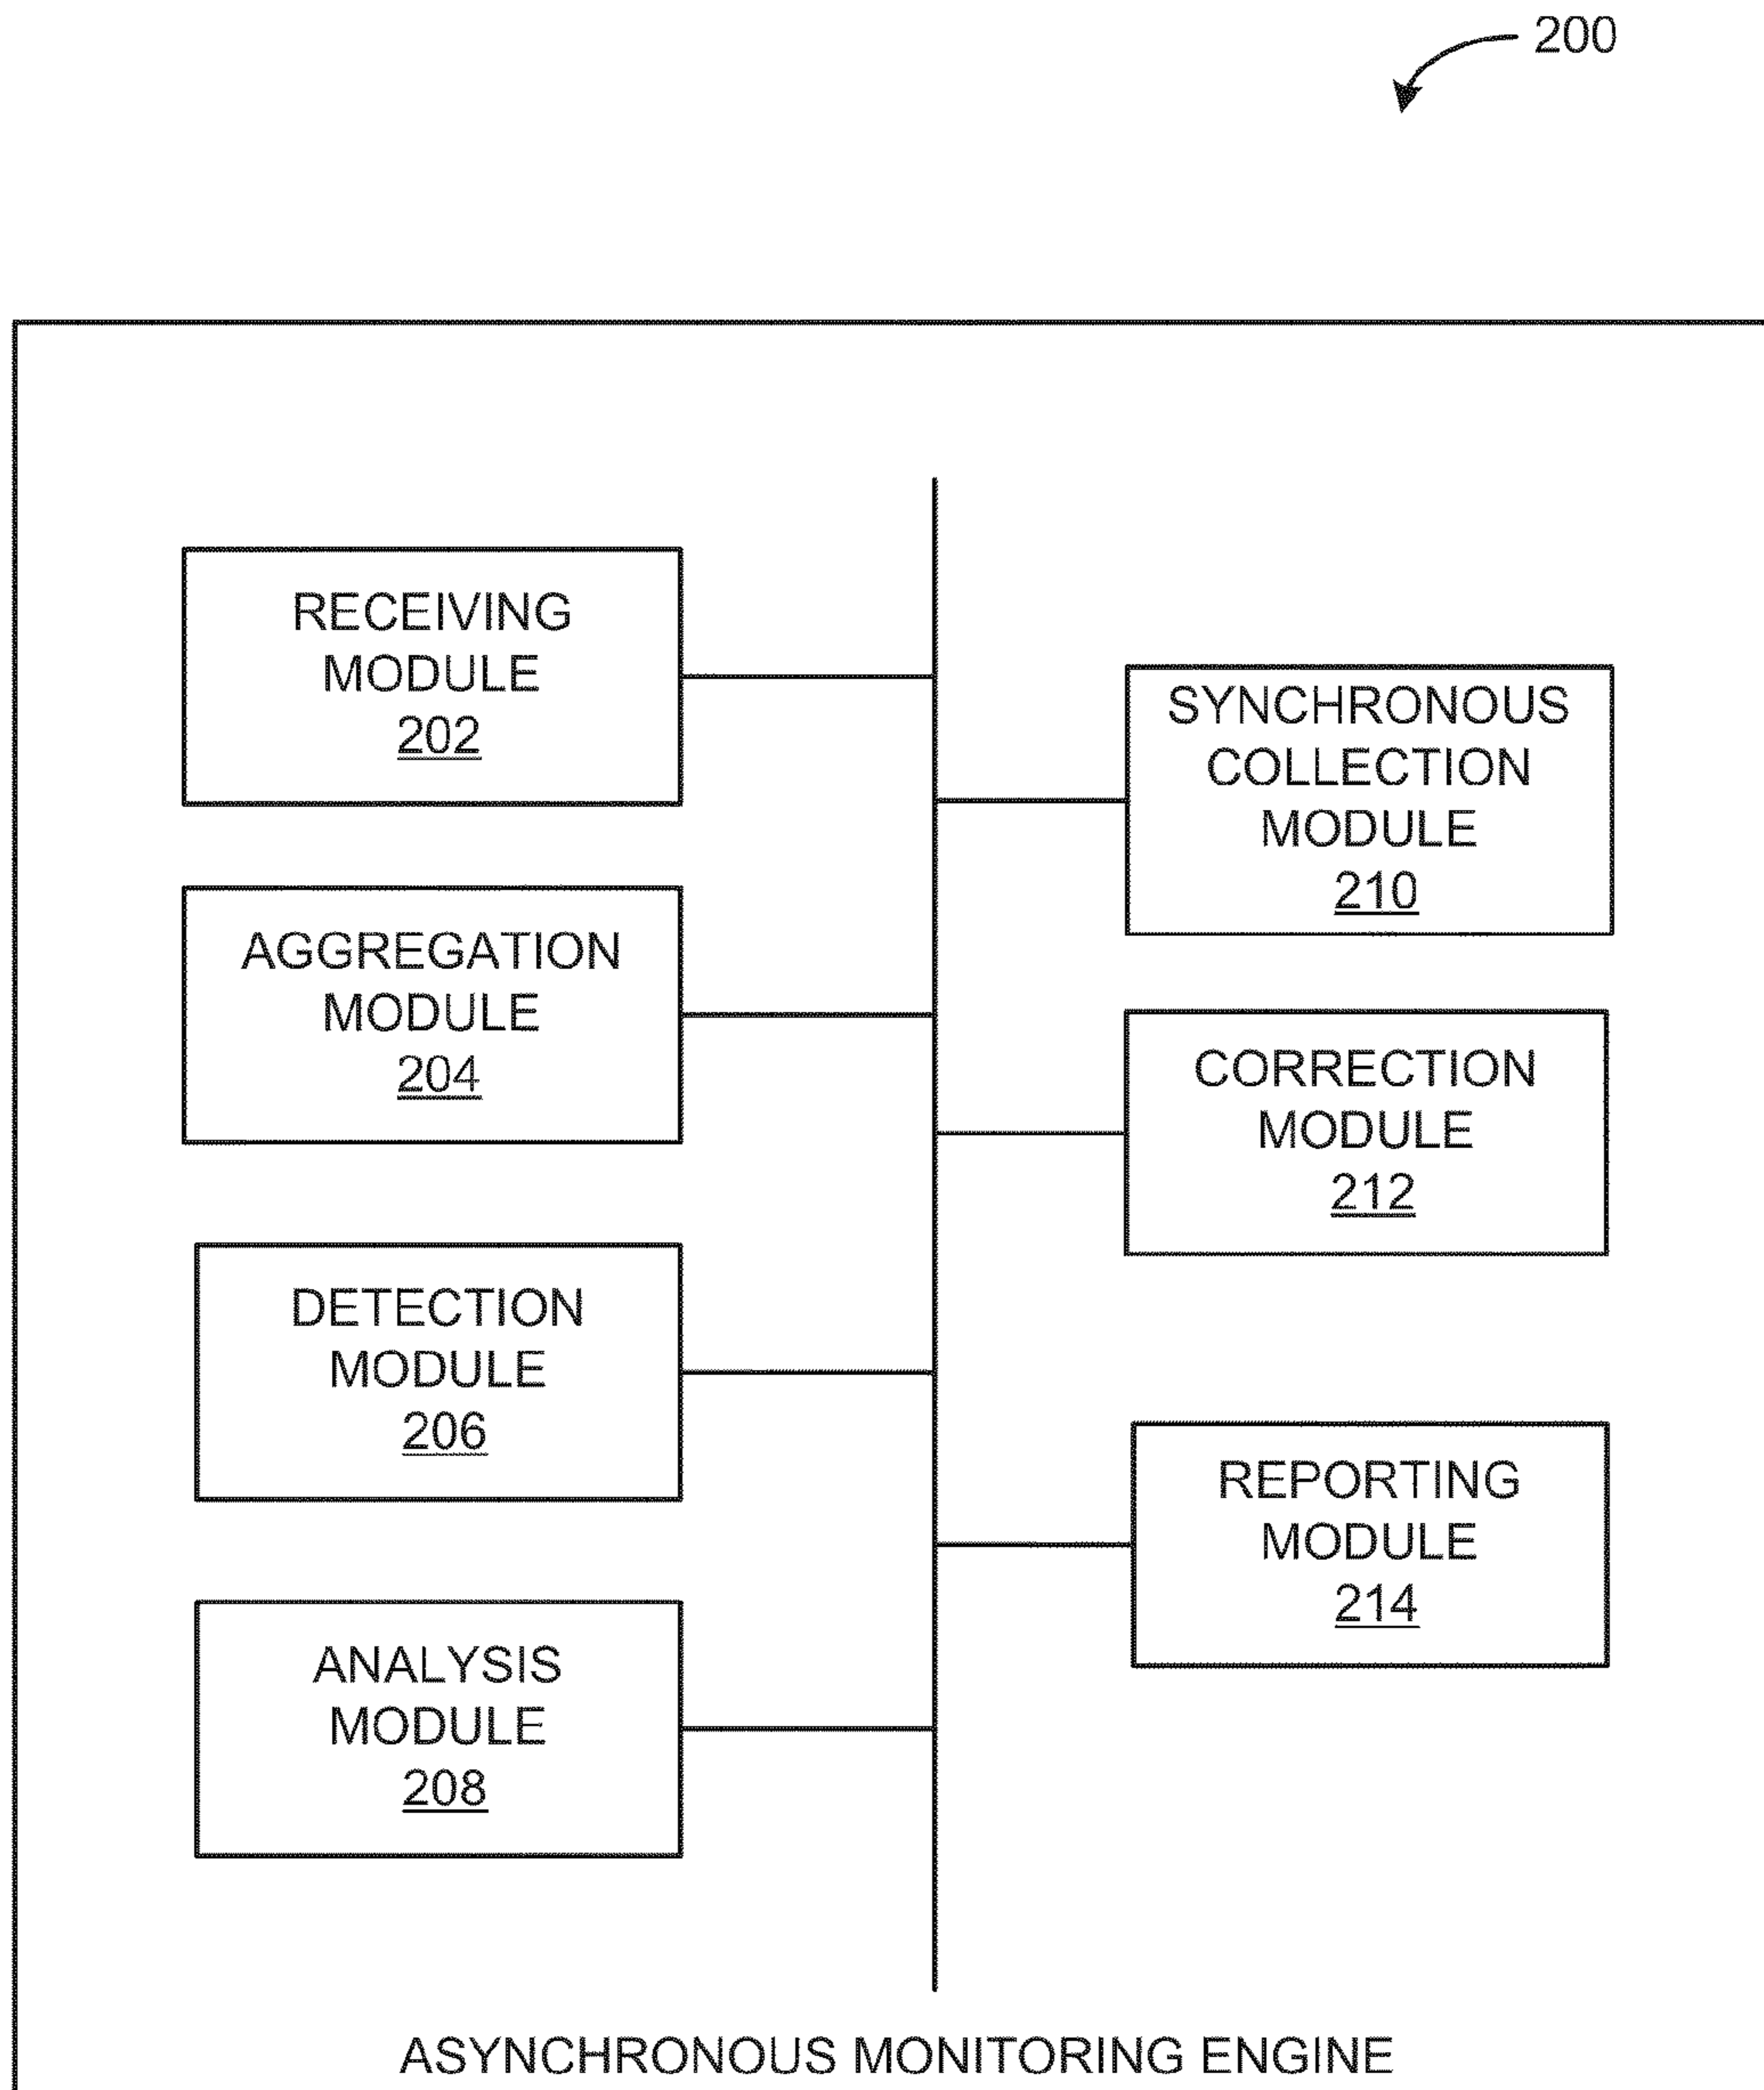 200
RECEIVING
MODULE
202
AGGREGATION
MODULE
204
DETECTION
MODULE
206
ANALYSIS
MODULE
208
SYNCHRONOUS
COLLECTION
MODULE
210
CORRECTION
MODULE
212
REPORTING
MODULE
214
ASYNCHRONOUS MONITORING ENGINE